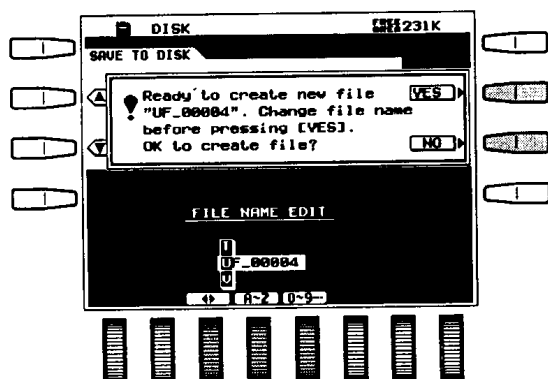 DISK
FREE BYTES 231K
SAVE TO DISK
Ready to create new file
"UF_00004". Change file name
before pressing [YES].
OK to create file?
YES
NO
FILE NAME EDIT
T
UF_00004
V
A~Z 0~9--